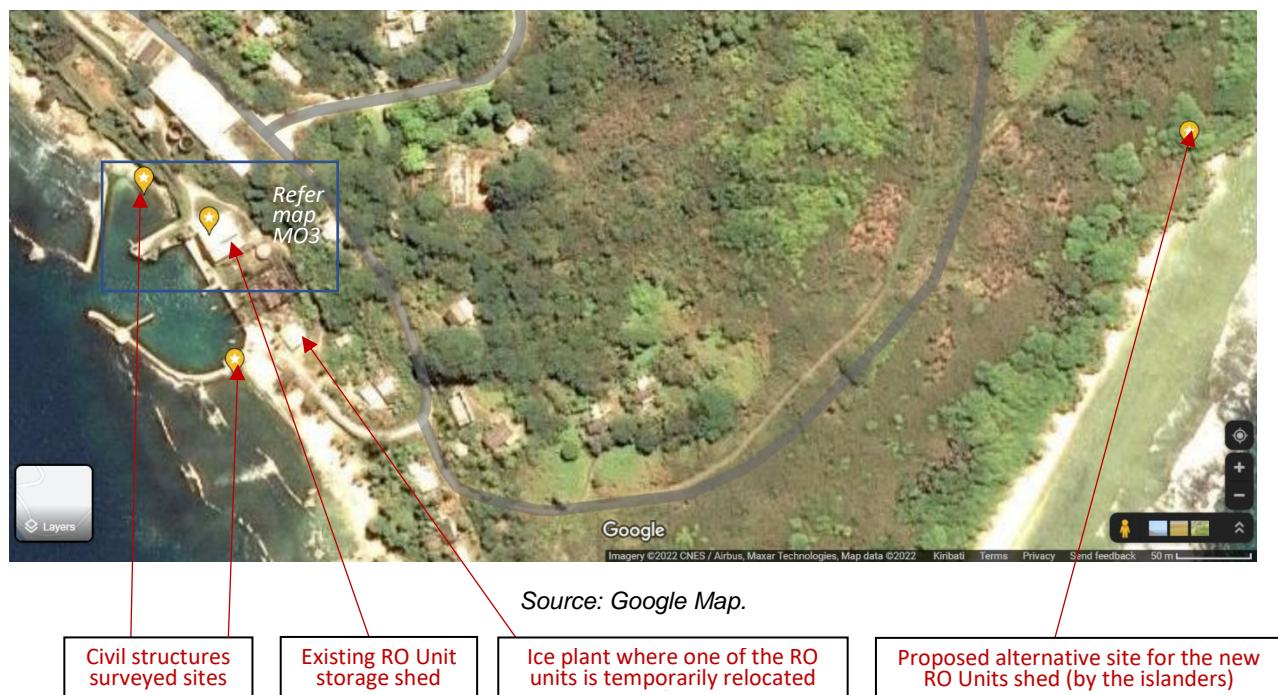 Refer
map
MO3
Layers
Google
Imagery ©2022 CNES / Airbus, Maxar Technologies, Map data ©2022 Kiribati Terms Privacy Send feedback 50 m
Source: Google Map.
Civil structures
surveyed sites
Existing RO Unit
storage shed
Ice plant where one of the RO
units is temporarily relocated
Proposed alternative site for the new
RO Units shed (by the islanders)